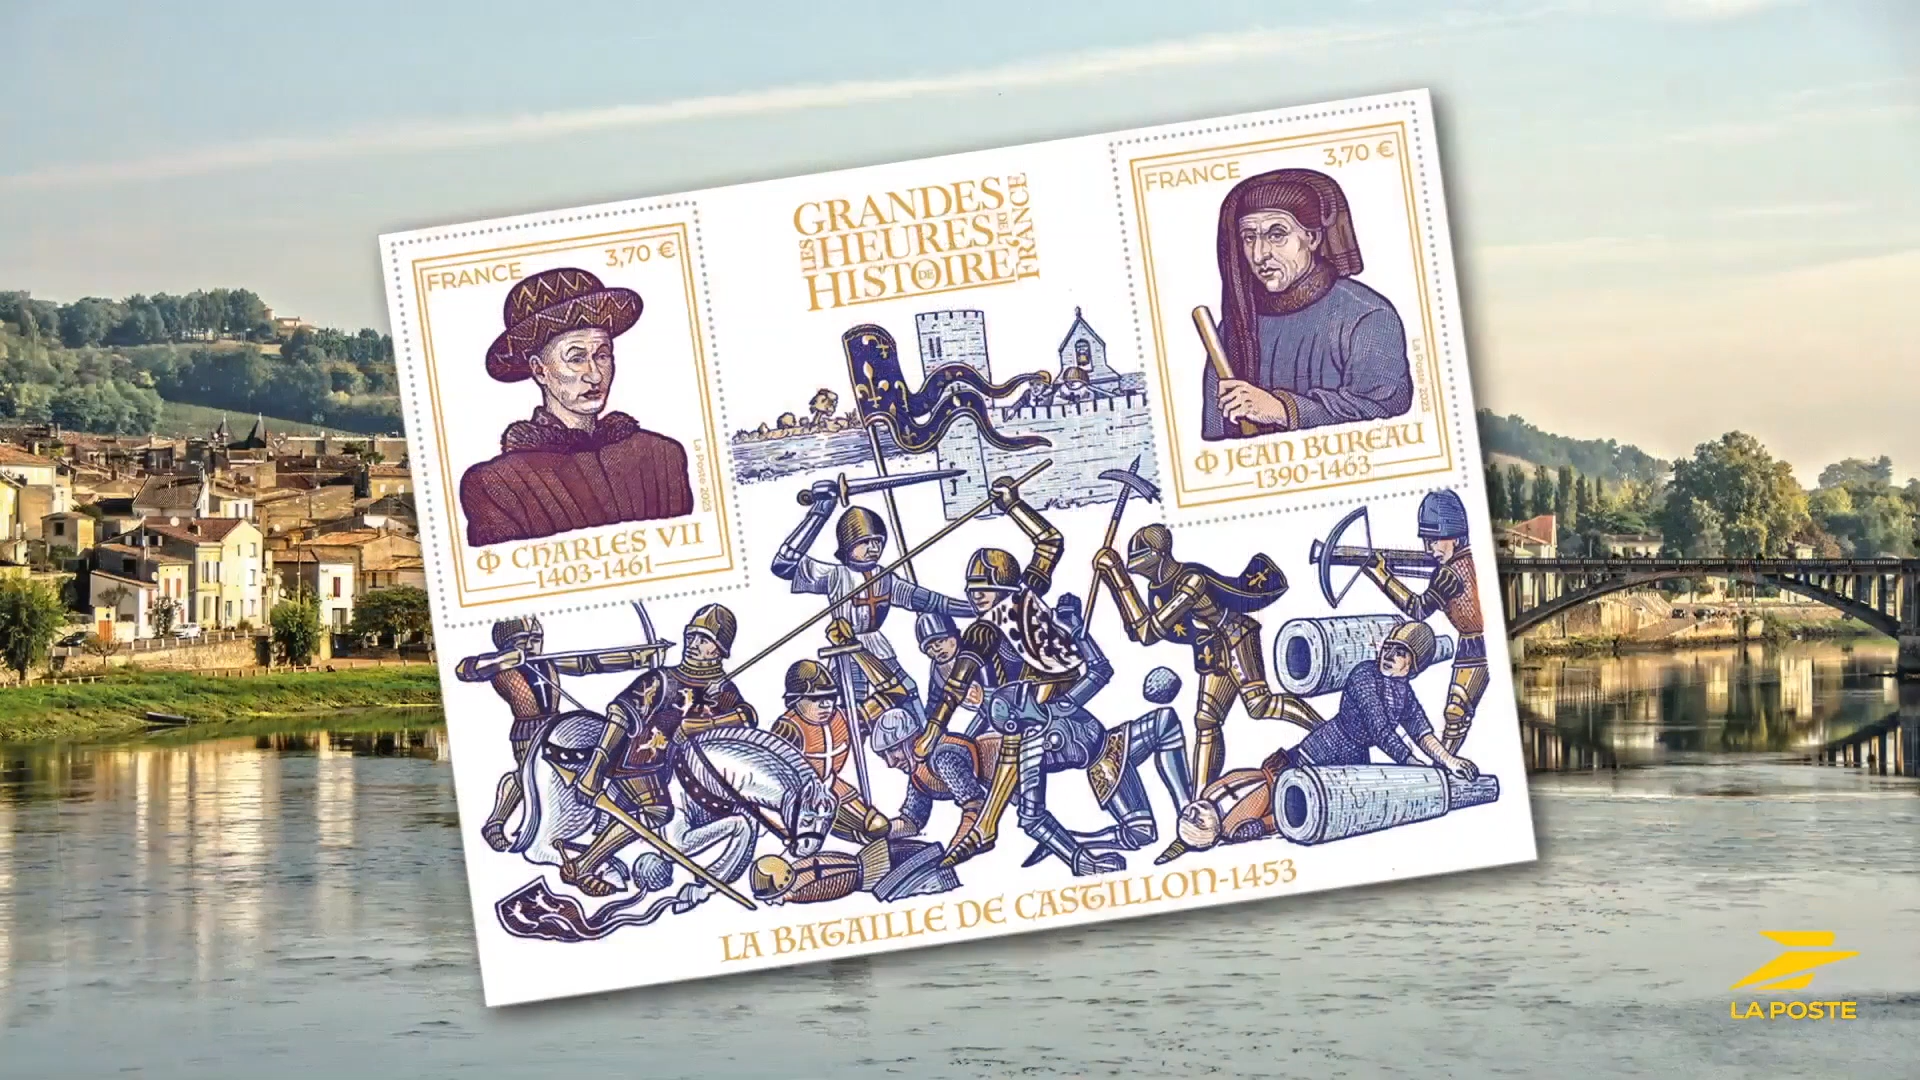 FRANCE
3,70 €
La Poste 2023
Φ CHARLES VII
1403-1461
LES GRANDES
HEURES DE
HISTOIRE DE FRANCE
FRANCE
3,70 €
La Poste 2023
Φ JEAN BUREAU
1390-1463
LA BATAILLE DE CASTILLON-1453
LA POSTE